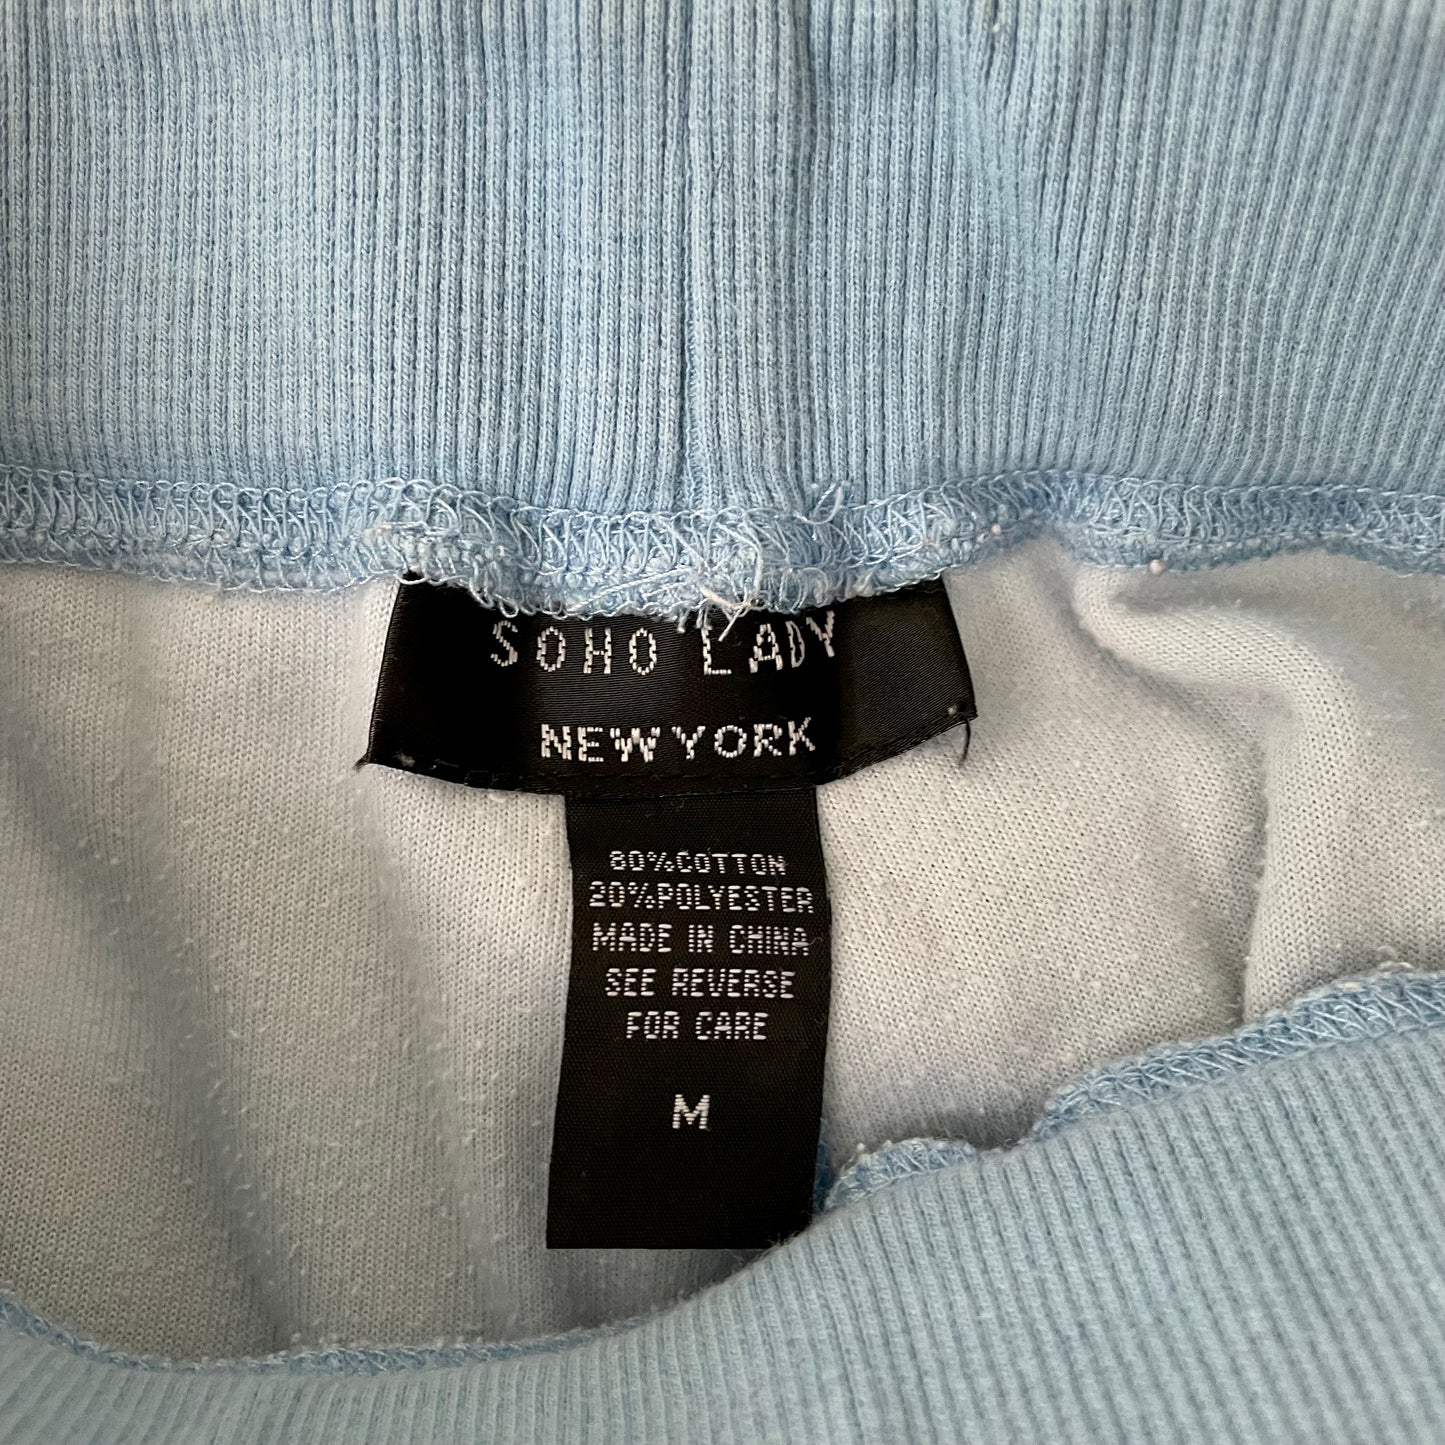 SOHO LADY
NEW YORK
80%COTTON
20%POLYESTER
MADE IN CHINA
SEE REVERSE
FOR CARE
M